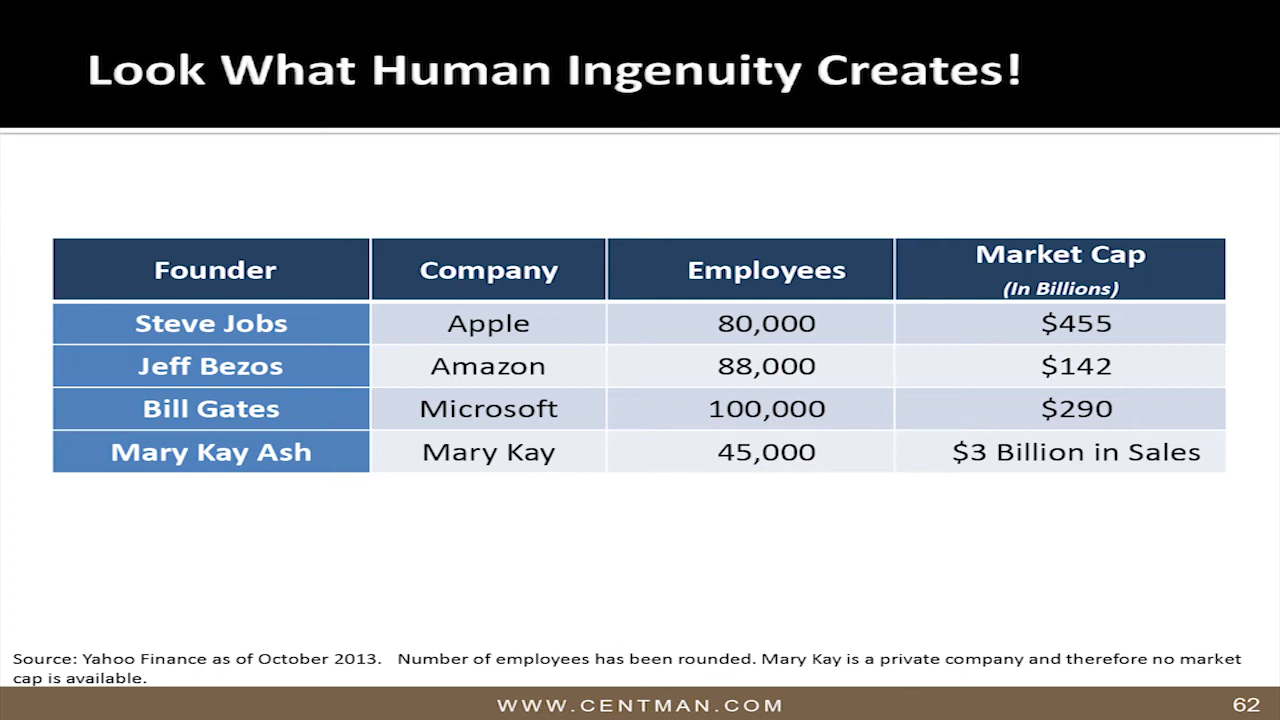 Look What Human Ingenuity Creates!
Founder Company Employees Market Cap
(In Billions)
Steve Jobs Apple 80,000 $455
Jeff Bezos Amazon 88,000 $142
Bill Gates Microsoft 100,000 $290
Mary Kay Ash Mary Kay 45,000 $3 Billion in Sales
Source: Yahoo Finance as of October 2013. Number of employees has been rounded. Mary Kay is a private company and therefore no market
cap is available.
WWW.CENTMAN.COM 62